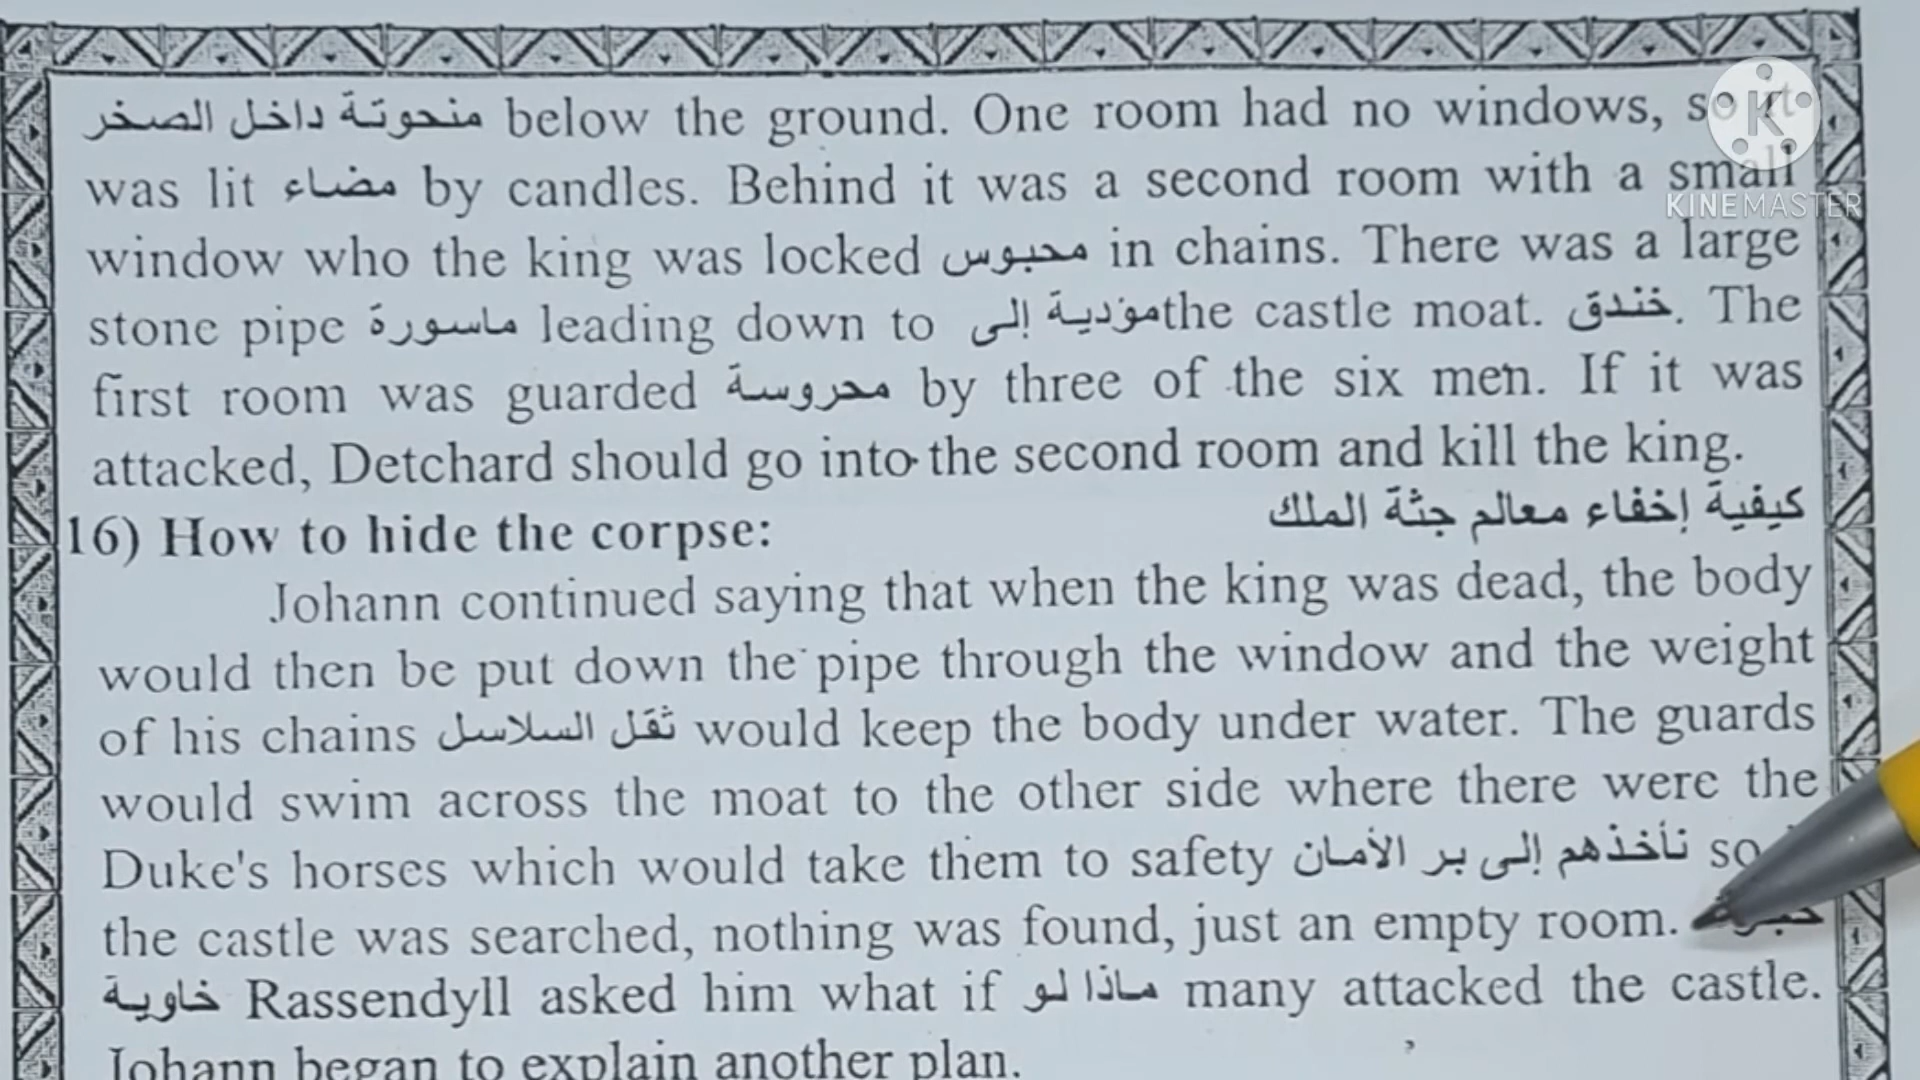 منحوتة داخل الصخر below the ground. One room had no windows, so it
was lit مضاء by candles. Behind it was a second room with a small
KINEMASTER
window who the king was locked محبوس in chains. There was a large
stone pipe ماسورة leading down to مؤدية إلى the castle moat. خندق. The
first room was guarded محروسة by three of the six men. If it was
attacked, Detchard should go into the second room and kill the king.
16) How to hide the corpse: كيفية إخفاء معالم جثة الملك
Johann continued saying that when the king was dead, the body
would then be put down the pipe through the window and the weight
of his chains ثقل السلاسل would keep the body under water. The guards
would swim across the moat to the other side where there were the
Duke's horses which would take them to safety تأخذهم إلى بر الأمان so
the castle was searched, nothing was found, just an empty room.
خاوية Rassendyll asked him what if ماذا لو many attacked the castle.
Johann began to explain another plan.